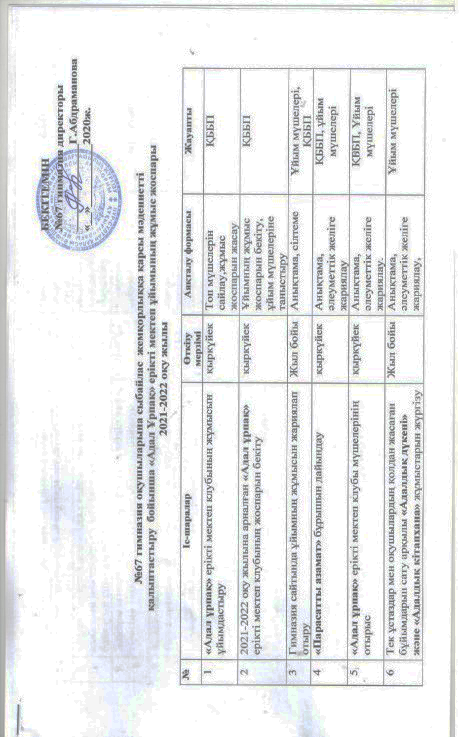 БЕКІТЕМІН
№67 гимназия директоры
Г.Абдраманова
« » 2020ж.
№67 гимназия оқушыларына сыбайлас жемқорлыққа қарсы мәдениетті
қалыптастыру бойынша «Адал Ұрпақ» ерікті мектеп ұйымының жұмыс жоспары
2021-2022 оқу жылы
№ Іс-шаралар Өткізу Аяқталу формасы Жауапты
мерзімі
1 «Адал ұрпақ» ерікті мектеп клубының жұмысын қыркүйек Топ мүшелерін ҚББП
ұйымдастыру сайлау,жұмыс
жоспарын жасау
2 2021-2022 оқу жылына арналған «Адал ұрпақ» қыркүйек Ұйымның жұмыс ҚББП
ерікті мектеп клубының жоспарын бекіту жоспарын бекіту,
ұйым мүшелеріне
таныстыру
3 Гимназия сайтында ұйымның жұмысын жариялап Жыл бойы Анықтама, сілтеме Ұйым мүшелері,
отыру ҚББП
4 «Парасатты азамат» бұрышын дайындау қыркүйек Анықтама, ҚББП, ұйым
әлеуметтік желіге мүшелері
жариялау
5. «Адал ұрпақ» ерікті мектеп клубы мүшелерінің қыркүйек Анықтама, ҚВБП, Ұйым
отырыс әлеуметтік желіге мүшелері
жариялау.
6 Тек ұстаздар мен оқушылардың қолдан жасаған Жыл бойы Анықтама, Ұйым мүшелері
бұйымдарын сату арқылы «Адалдық дүкені» әлеуметтік желіге
және «Адалдық кітапхана» жұмыстарын жүргізу жариялау,